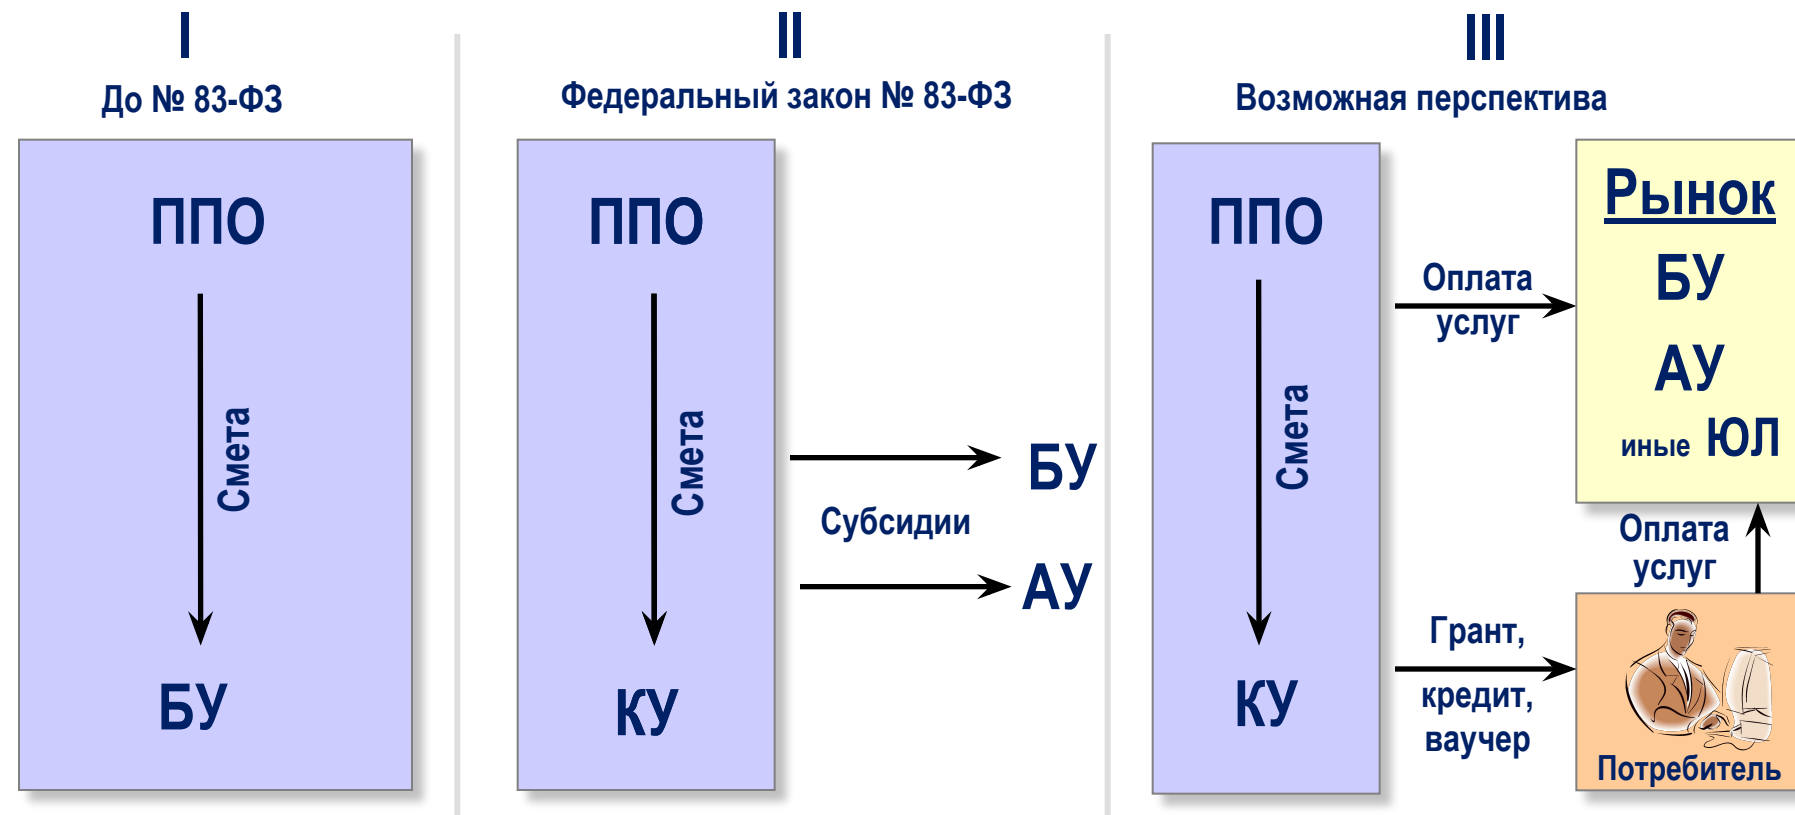 I
До № 83-ФЗ
ППО
Смета
БУ
II
Федеральный закон № 83-ФЗ
ППО
Смета
КУ
БУ
Субсидии
АУ
III
Возможная перспектива
ППО
Смета
КУ
Оплата
услуг
Рынок
БУ
АУ
иные ЮЛ
Оплата
услуг
Грант,
кредит,
ваучер
Потребитель